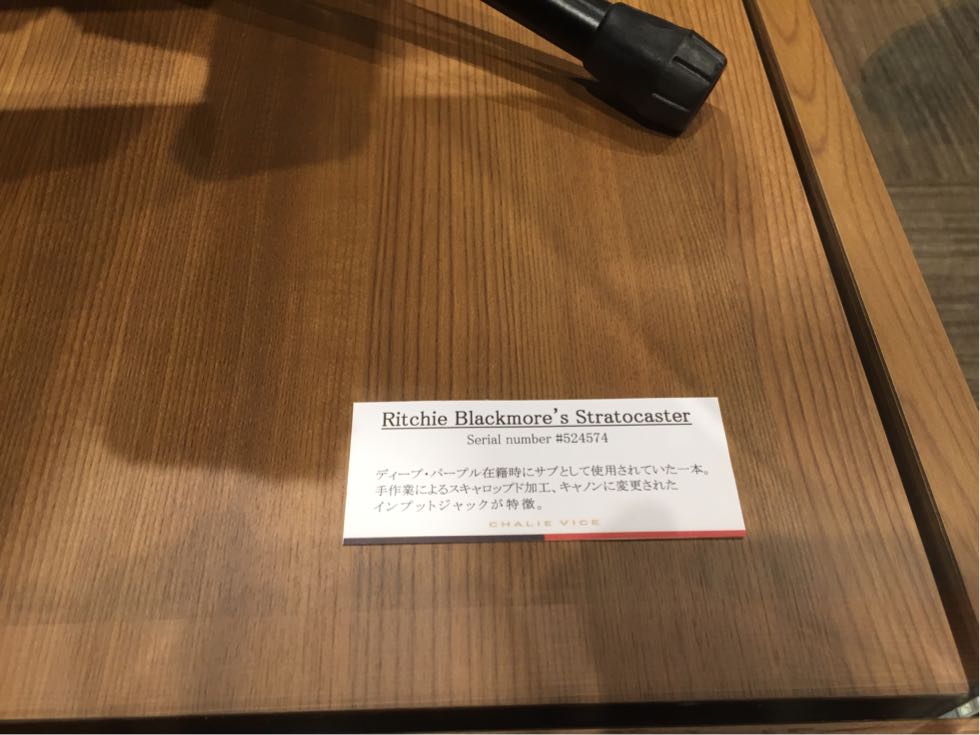 Ritchie Blackmore's Stratocaster
Serial number #524574
ディープ・パープル在籍時にサブとして使用されていた一本。
手作業によるスキャロップド加工、キャノンに変更された
インプットジャックが特徴。
CHALIE VICE